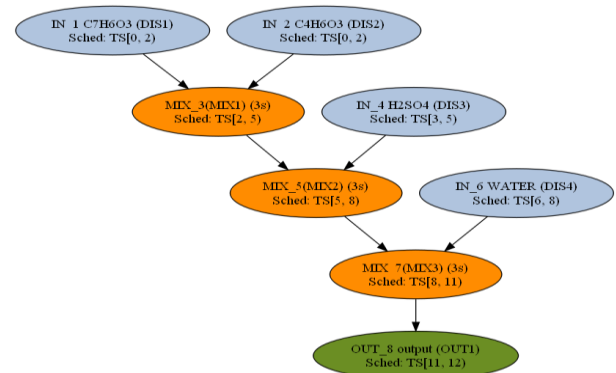 IN_1 C7H6O3 (DIS1)
Sched: TS[0, 2)
IN_2 C4H6O3 (DIS2)
Sched: TS[0, 2)
MIX_3(MIX1) (3s)
Sched: TS[2, 5)
IN_4 H2SO4 (DIS3)
Sched: TS[3, 5)
MIX_5(MIX2) (3s)
Sched: TS[5, 8)
IN_6 WATER (DIS4)
Sched: TS[6, 8)
MIX_7(MIX3) (3s)
Sched: TS[8, 11)
OUT_8 output (OUT1)
Sched: TS[11, 12)